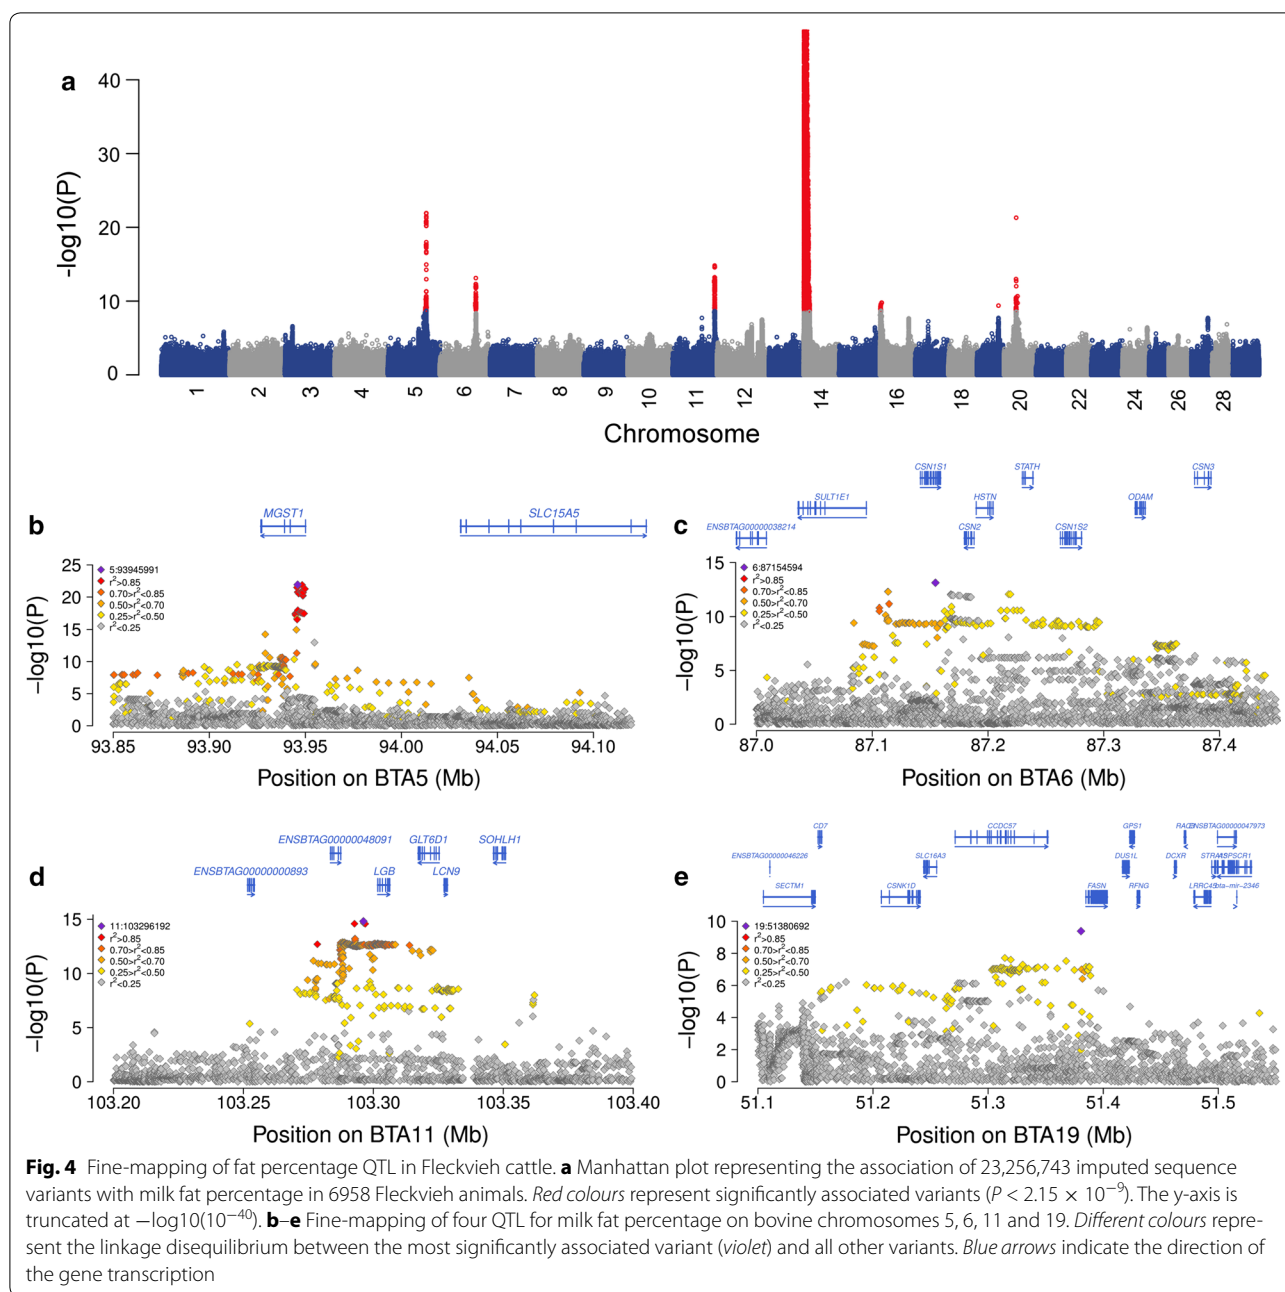 a
40
30
20
10
0
-log10(P)
1 2 3 4 5 6 7 8 9 10 11 12 14 16 18 20 22 24 26 28
Chromosome
b
MGST1
SLC15A5
25
20
15
10
5
0
−log10(P)
5:93945991
r²>0.85
0.70>r²<0.85
0.50>r²<0.70
0.25>r²<0.50
r²<0.25
93.85 93.90 93.95 94.00 94.05 94.10
Position on BTA5 (Mb)
c
CSN1S1 STATH CSN3
SULT1E1 HSTN ODAM
ENSBTAG00000038214 CSN2 CSN1S2
15
10
5
0
−log10(P)
6:87154594
r²>0.85
0.70>r²<0.85
0.50>r²<0.70
0.25>r²<0.50
r²<0.25
87.0 87.1 87.2 87.3 87.4
Position on BTA6 (Mb)
d
ENSBTAG00000048091 GLT6D1 SOHLH1
ENSBTAG00000000893 LGB LCN9
15
10
5
0
−log10(P)
11:103296192
r²>0.85
0.70>r²<0.85
0.50>r²<0.70
0.25>r²<0.50
r²<0.25
103.20 103.25 103.30 103.35 103.40
Position on BTA11 (Mb)
e
CD7 CCDC57 GPS1 ENSBTAG00000047973
ENSBTAG00000046226 SLC16A3 DUS1L DCXR ASPSCR1
SECTM1 CSNK1D FASN RFNG LRRC45 bta-mir-2346
10
8
6
4
2
0
−log10(P)
19:51380692
r²>0.85
0.70>r²<0.85
0.50>r²<0.70
0.25>r²<0.50
r²<0.25
51.1 51.2 51.3 51.4 51.5
Position on BTA19 (Mb)
Fig. 4 Fine-mapping of fat percentage QTL in Fleckvieh cattle. a Manhattan plot representing the association of 23,256,743 imputed sequence
variants with milk fat percentage in 6958 Fleckvieh animals. Red colours represent significantly associated variants (P < 2.15 × 10⁻⁹). The y-axis is
truncated at −log10(10⁻⁴⁰). b–e Fine-mapping of four QTL for milk fat percentage on bovine chromosomes 5, 6, 11 and 19. Different colours repre-
sent the linkage disequilibrium between the most significantly associated variant (violet) and all other variants. Blue arrows indicate the direction of
the gene transcription